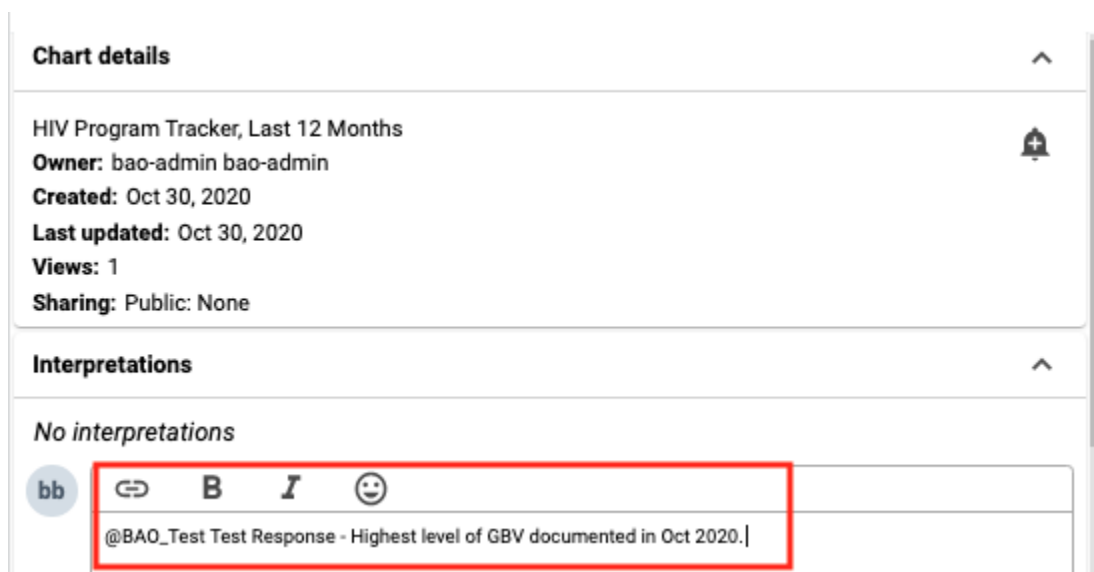 Chart details
HIV Program Tracker, Last 12 Months
Owner: bao-admin bao-admin
Created: Oct 30, 2020
Last updated: Oct 30, 2020
Views: 1
Sharing: Public: None
Interpretations
No interpretations
bb
B I
@BAO_Test Test Response - Highest level of GBV documented in Oct 2020.